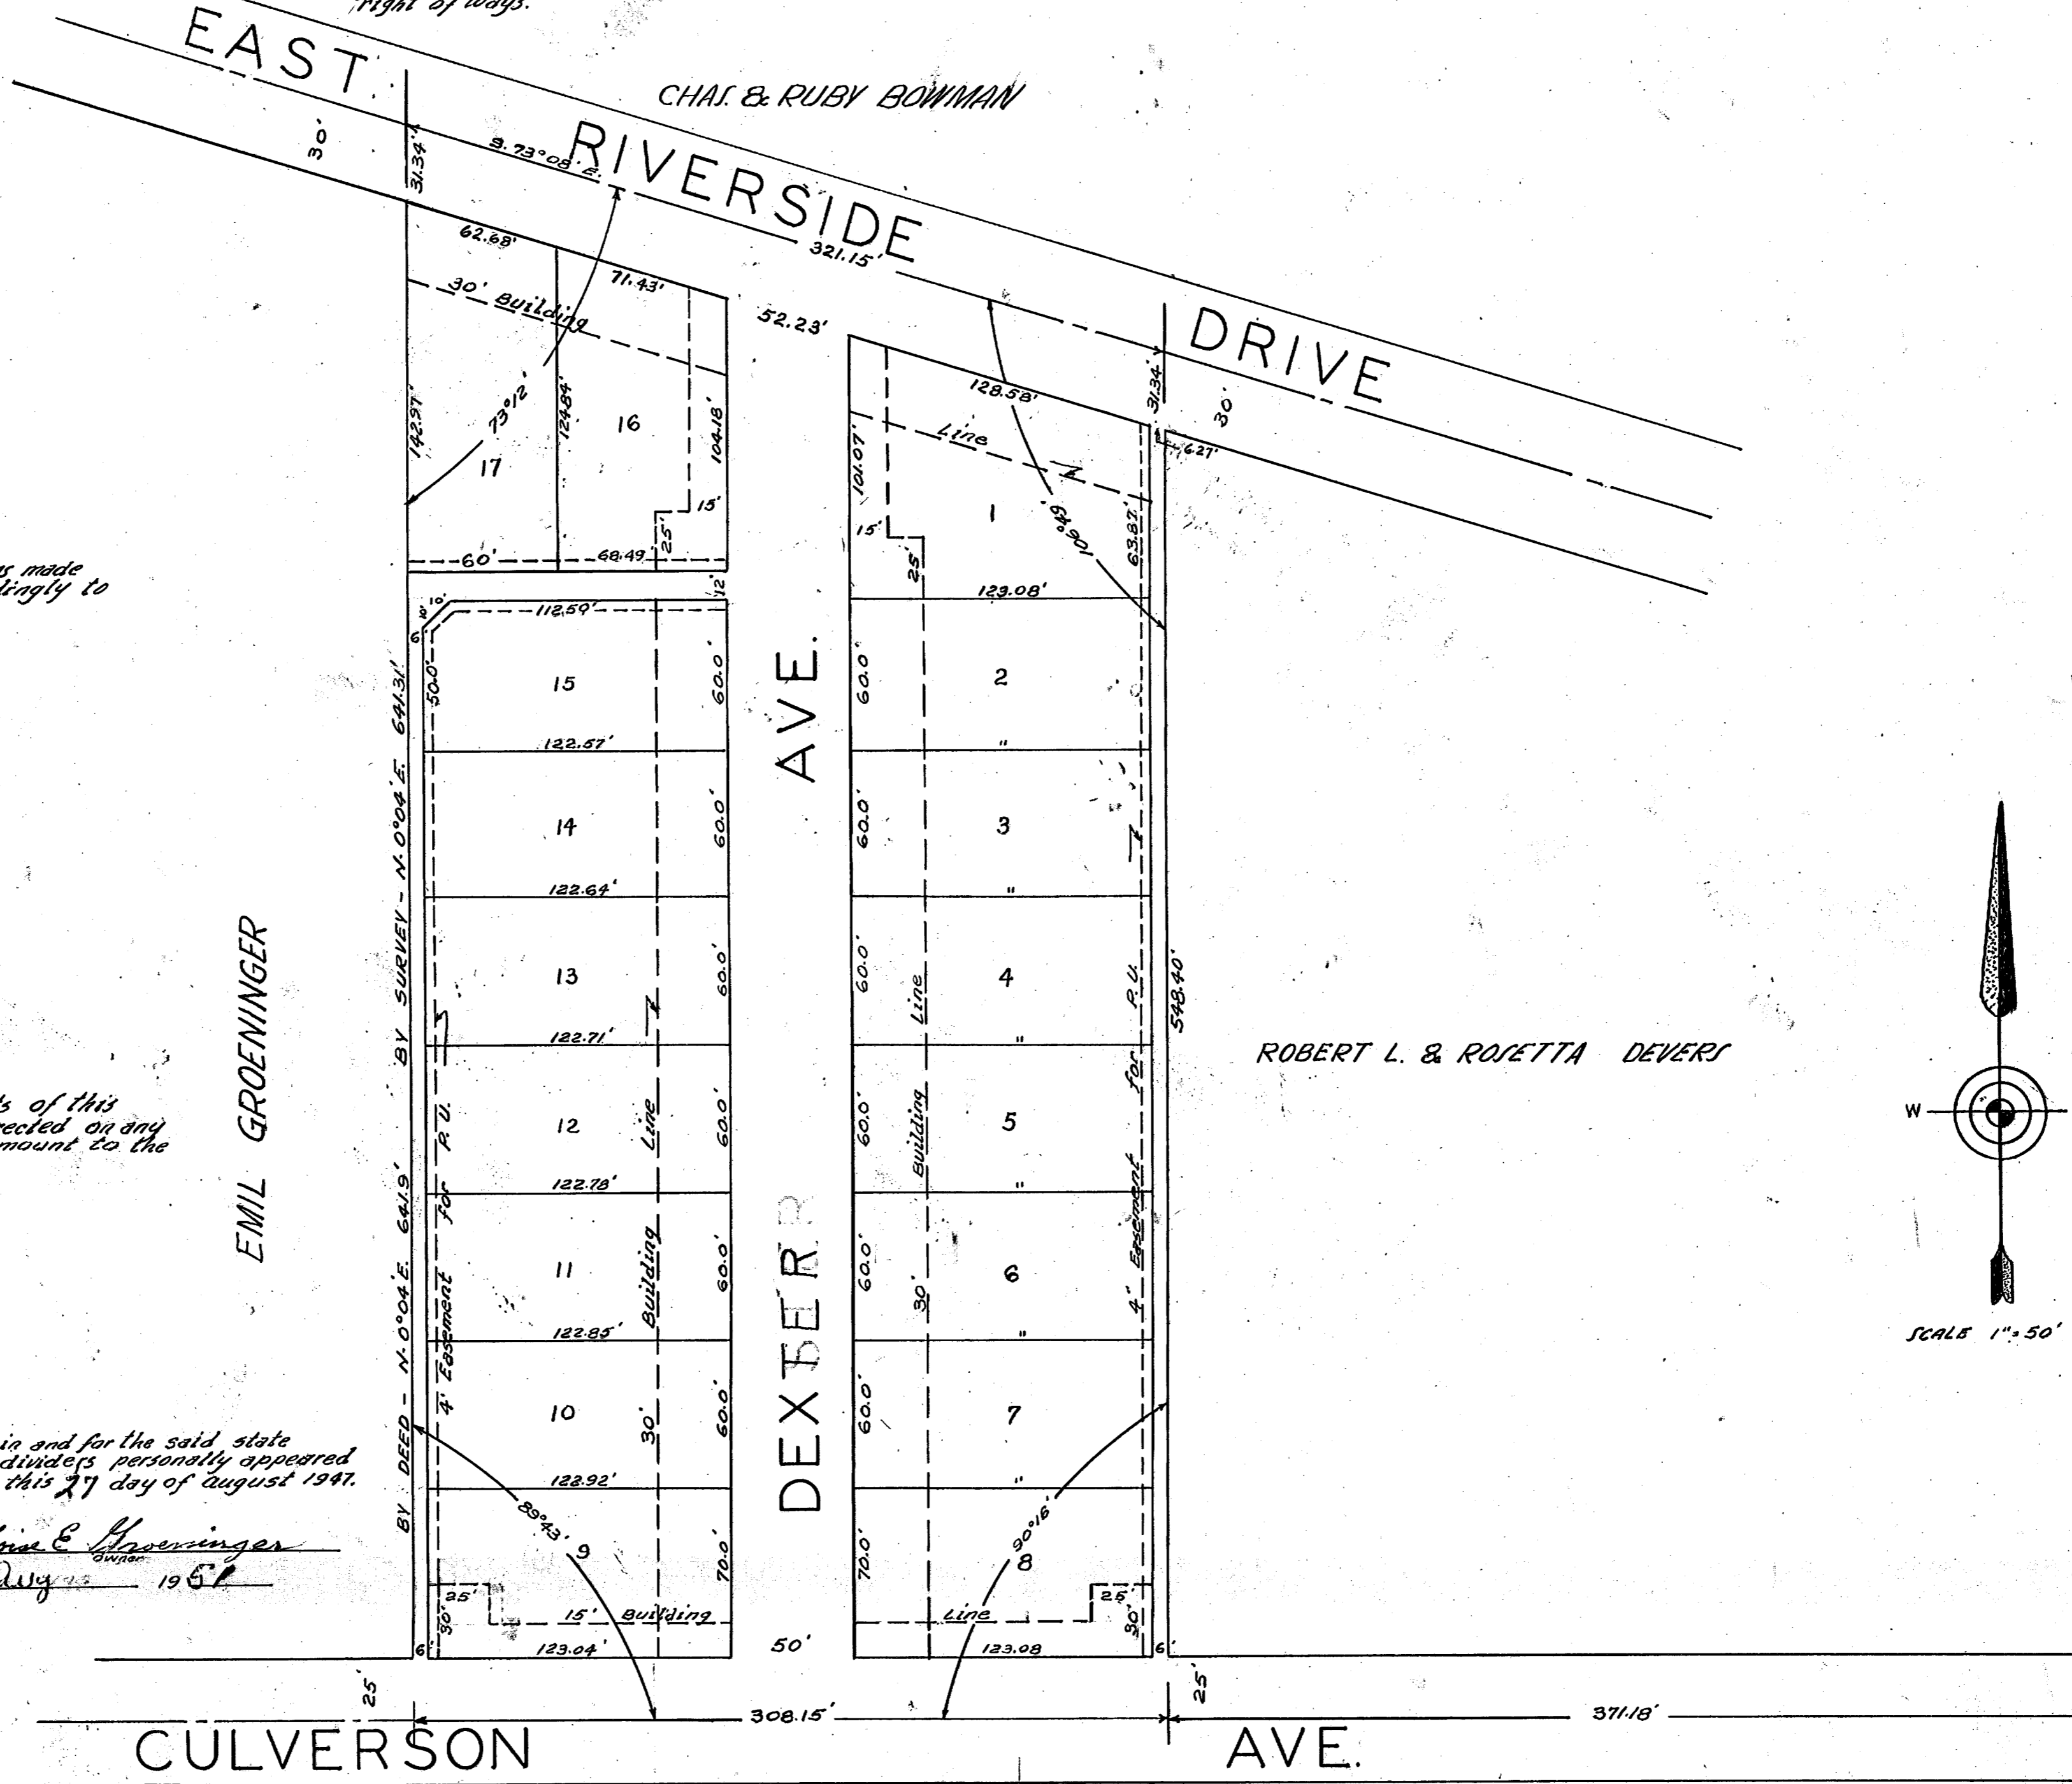 right of ways.
EAST RIVERSIDE DRIVE
CHAS. & RUBY BOWMAN
30'
31.34'
S. 73°08' E.
321.15'
62.68'
71.43'
52.23'
30' Building
Line
128.58'
31.34'
30'
6.27'
142.97'
73°12'
124.84'
16
104.18'
17
15'
25'
60'
68.49'
101.07'
15'
25'
1
106°49'
63.82'
123.08'
s made
dingly to
12'
10'
10'
6'
112.59'
50.0'
15
60.0'
60.0'
2
122.57'
"
14
60.0'
60.0'
3
122.64'
"
13
60.0'
60.0'
4
122.71'
"
12
60.0'
60.0'
5
122.78'
"
11
60.0'
60.0'
6
122.85'
"
10
60.0'
60.0'
7
122.92'
"
89°43'
9
70.0'
70.0'
90°16'
8
25'
30'
15' Building
Line
25'
30'
6'
123.04'
50'
123.08
6'
BY DEED - N. 0°04' E. 641.9' BY SURVEY - N. 0°04' E. 641.31'
4' Easement for P.U.
30' Building Line
DEXTER AVE.
30' Building Line
4" Easement for P.U.
548.40'
EMIL GROENINGER
ROBERT L. & ROSETTA DEVERS
W
SCALE 1"=50'
s of this
rected on any
mount to the
in and for the said state
dividers personally appeared
this 27 day of august 1947.
E Groeninger
owner
Aug 1951
25'
308.15'
25'
371.18'
CULVERSON AVE.